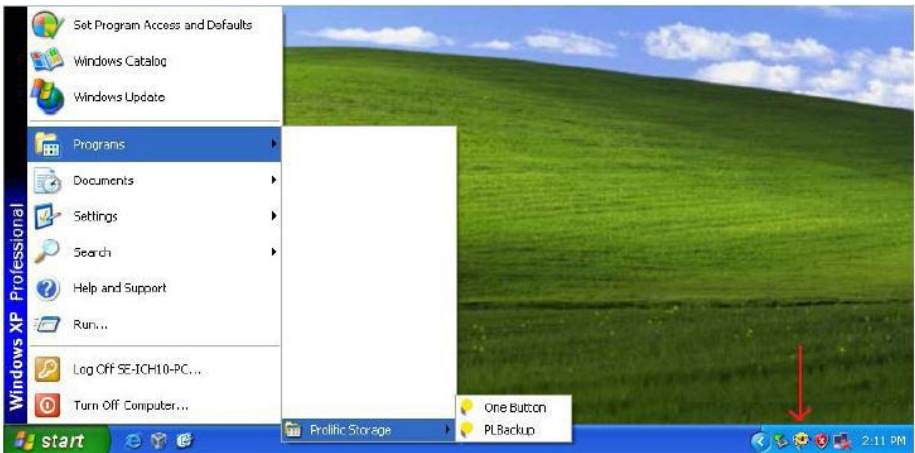 Set Program Access and Defaults
Windows Catalog
Windows Update
Programs
Documents
Settings
Search
Help and Support
Run...
Log Off SE-ICH10-PC...
Turn Off Computer...
Windows XP Professional
Prolific Storage
One Button
PLBackup
start
2:11 PM